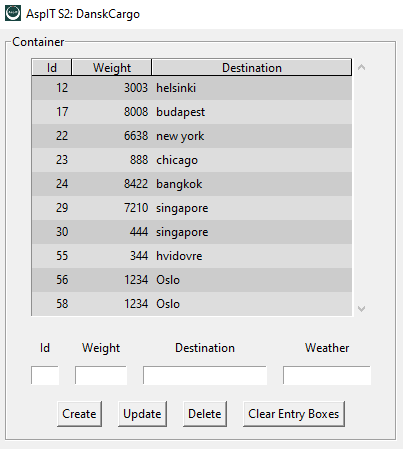 AspIT S2: DanskCargo
Container
Id Weight Destination
12 3003 helsinki
17 8008 budapest
22 6638 new york
23 888 chicago
24 8422 bangkok
29 7210 singapore
30 444 singapore
55 344 hvidovre
56 1234 Oslo
58 1234 Oslo
Id Weight Destination Weather
Create Update Delete Clear Entry Boxes